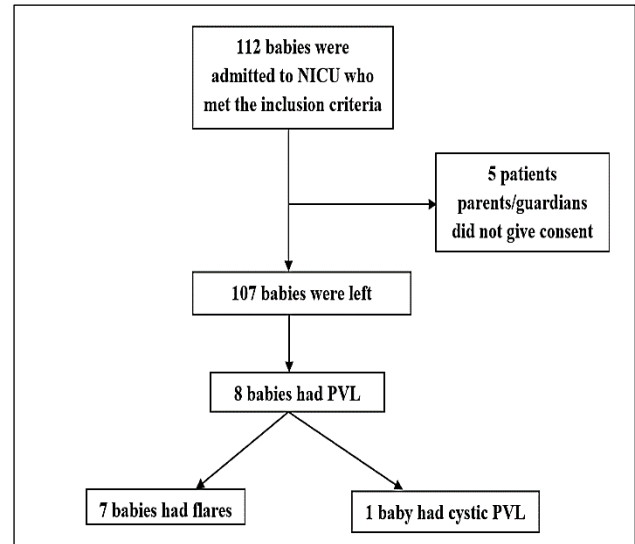 112 babies were
admitted to NICU who
met the inclusion criteria
5 patients
parents/guardians
did not give consent
107 babies were left
8 babies had PVL
7 babies had flares
1 baby had cystic PVL